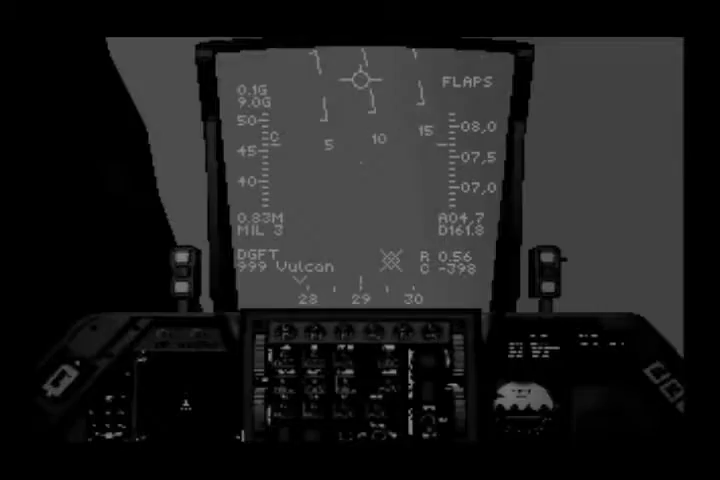 FLAPS
0.1G
9.0G
50
C
45
40
15
10
5
08,0
07,5
07,0
0.83M
MIL 3
A04,7
D161.8
DGFT
999 Vulcan
R 0.56
C -398
28 29 30